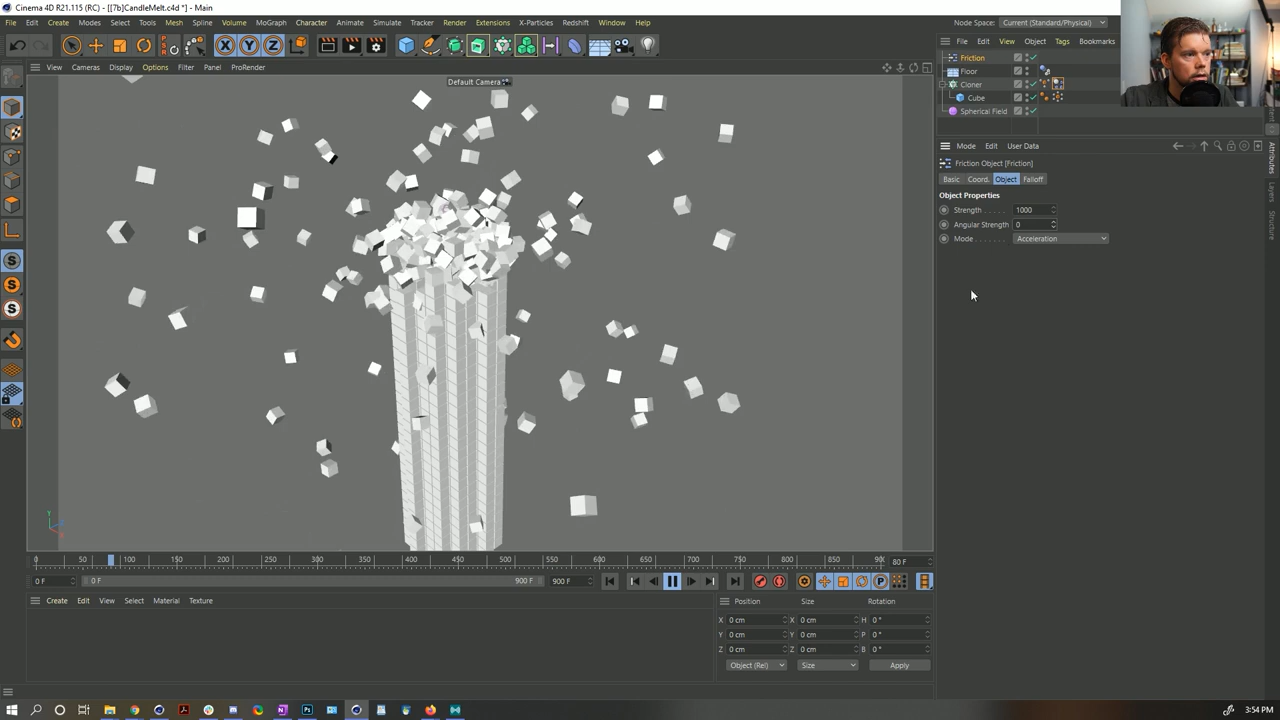 Cinema 4D R21.115 (RC) - [[7b]CandleMelt.c4d *] - Main
File Edit Create Modes Select Tools Mesh Spline Volume MoGraph Character Animate Simulate Tracker Render Extensions X-Particles Redshift Window Help Node Space: Current (Standard/Physical)
File Edit View Object Tags Bookmarks
View Cameras Display Options Filter Panel ProRender
Default Camera
Friction
Floor
Cloner
Cube
Spherical Field
Mode Edit User Data
Friction Object [Friction]
Basic Coord. Object Falloff
Object Properties
Strength . . . . . 1000
Angular Strength 0
Mode . . . . . . . Acceleration
Attributes
Layers
Structure
0 50 100 150 200 250 300 350 400 450 500 550 600 650 700 750 800 850 90 80 F
0 F 0 F 900 F 900 F
Create Edit View Select Material Texture
Position Size Rotation
X 0 cm X 0 cm H 0 °
Y 0 cm Y 0 cm P 0 °
Z 0 cm Z 0 cm B 0 °
Object (Rel) Size Apply
3:54 PM